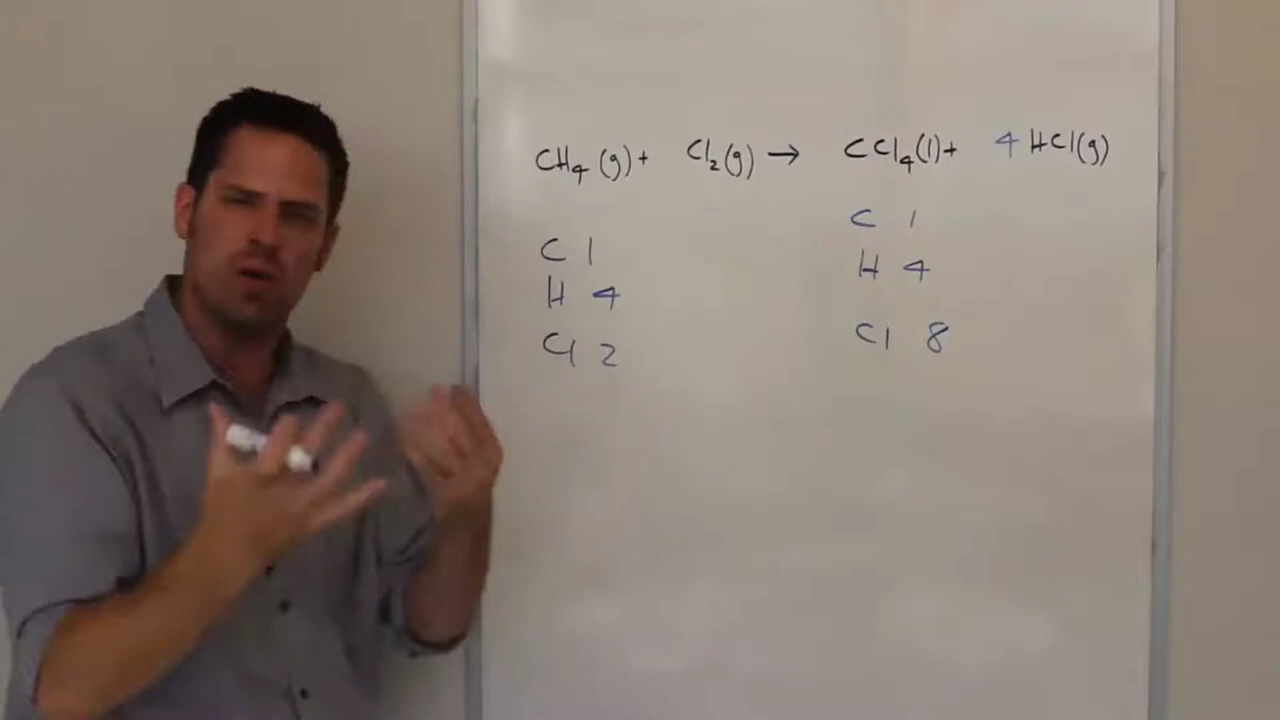 CH₄ (g) + Cl₂(g) → CCl₄(l) + 4 HCl(g)
C 1
H 4
Cl 2
C 1
H 4
Cl 8